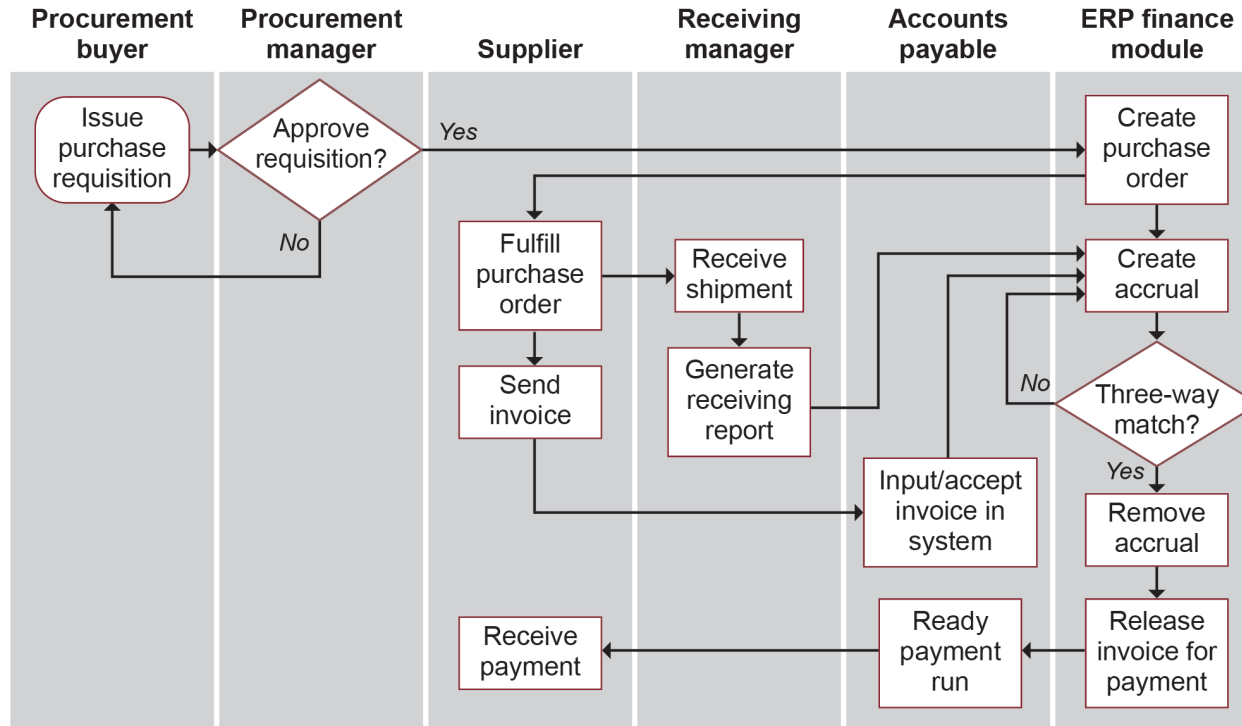 Procurement
buyer
Procurement
manager
Supplier
Receiving
manager
Accounts
payable
ERP finance
module
Issue
purchase
requisition
Approve
requisition?
Yes
No
Create
purchase
order
Fulfill
purchase
order
Receive
shipment
Create
accrual
Send
invoice
Generate
receiving
report
No
Three-way
match?
Yes
Input/accept
invoice in
system
Remove
accrual
Receive
payment
Ready
payment
run
Release
invoice for
payment